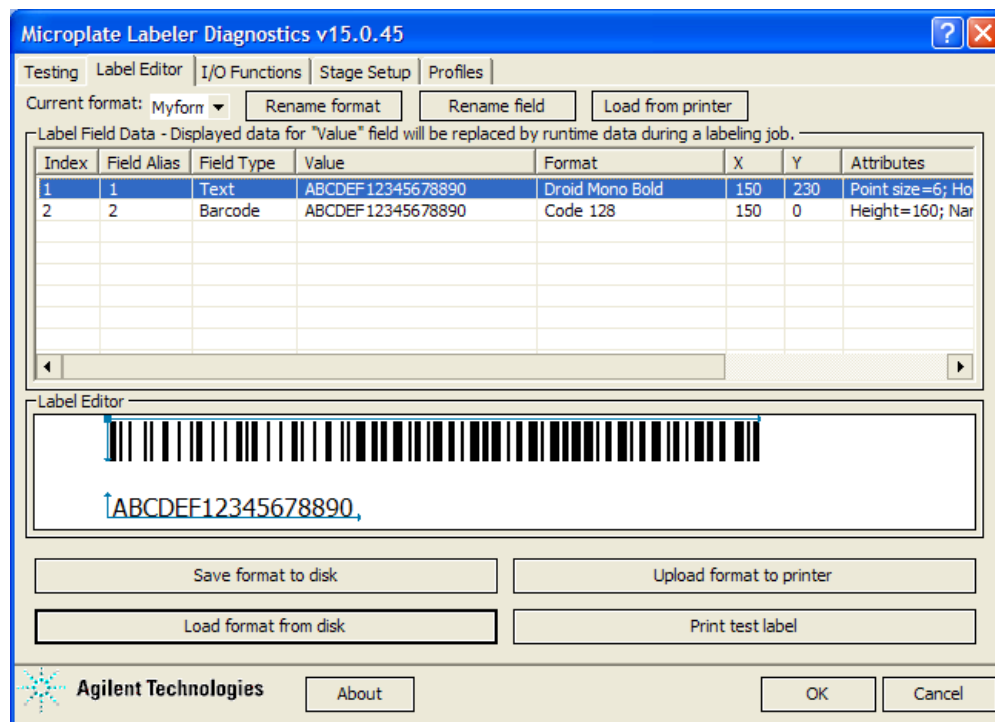 Microplate Labeler Diagnostics v15.0.45
Testing Label Editor I/O Functions Stage Setup Profiles
Current format: Myforr Rename format Rename field Load from printer
Label Field Data - Displayed data for "Value" field will be replaced by runtime data during a labeling job.
Index Field Alias Field Type Value Format X Y Attributes
1 1 Text ABCDEF12345678890 Droid Mono Bold 150 230 Point size=6; Ho
2 2 Barcode ABCDEF12345678890 Code 128 150 0 Height=160; Nar
Label Editor
ABCDEF12345678890
Save format to disk Upload format to printer
Load format from disk Print test label
Agilent Technologies About OK Cancel